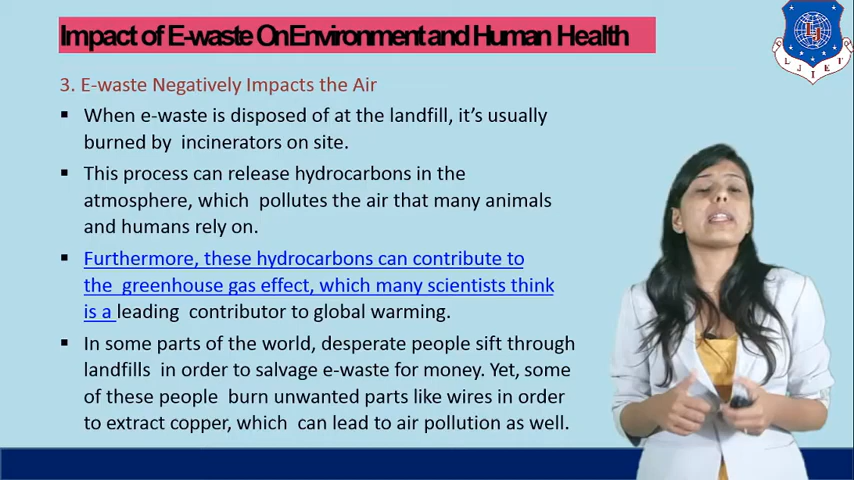 Impact of E-waste On Environment and Human Health
3. E-waste Negatively Impacts the Air
▪ When e-waste is disposed of at the landfill, it’s usually
burned by incinerators on site.
▪ This process can release hydrocarbons in the
atmosphere, which pollutes the air that many animals
and humans rely on.
▪ Furthermore, these hydrocarbons can contribute to
the greenhouse gas effect, which many scientists think
is a leading contributor to global warming.
▪ In some parts of the world, desperate people sift through
landfills in order to salvage e-waste for money. Yet, some
of these people burn unwanted parts like wires in order
to extract copper, which can lead to air pollution as well.
LJ
LJIET